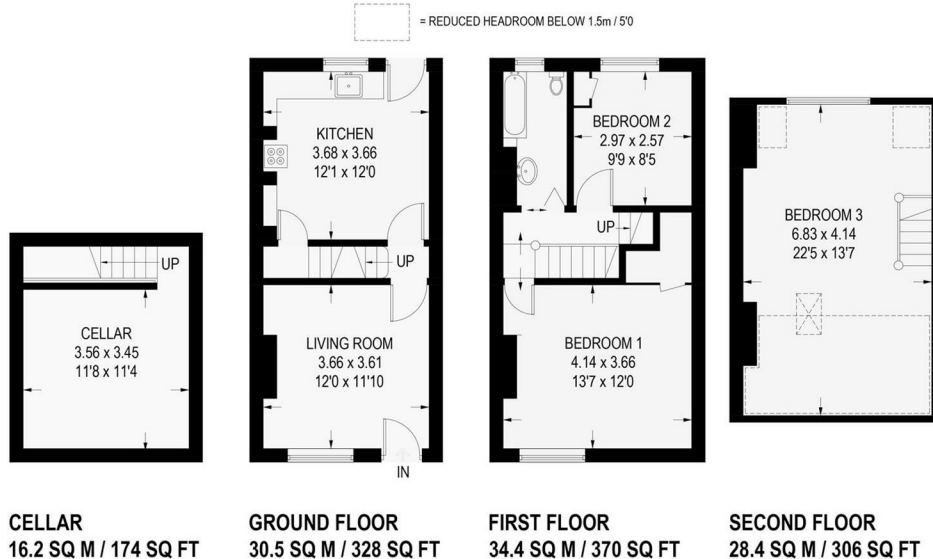 = REDUCED HEADROOM BELOW 1.5m / 5'0
KITCHEN
3.68 x 3.66
12'1 x 12'0
UP
LIVING ROOM
3.66 x 3.61
12'0 x 11'10
IN
BEDROOM 2
2.97 x 2.57
9'9 x 8'5
UP
BEDROOM 1
4.14 x 3.66
13'7 x 12'0
BEDROOM 3
6.83 x 4.14
22'5 x 13'7
UP
CELLAR
3.56 x 3.45
11'8 x 11'4
CELLAR
16.2 SQ M / 174 SQ FT
GROUND FLOOR
30.5 SQ M / 328 SQ FT
FIRST FLOOR
34.4 SQ M / 370 SQ FT
SECOND FLOOR
28.4 SQ M / 306 SQ FT